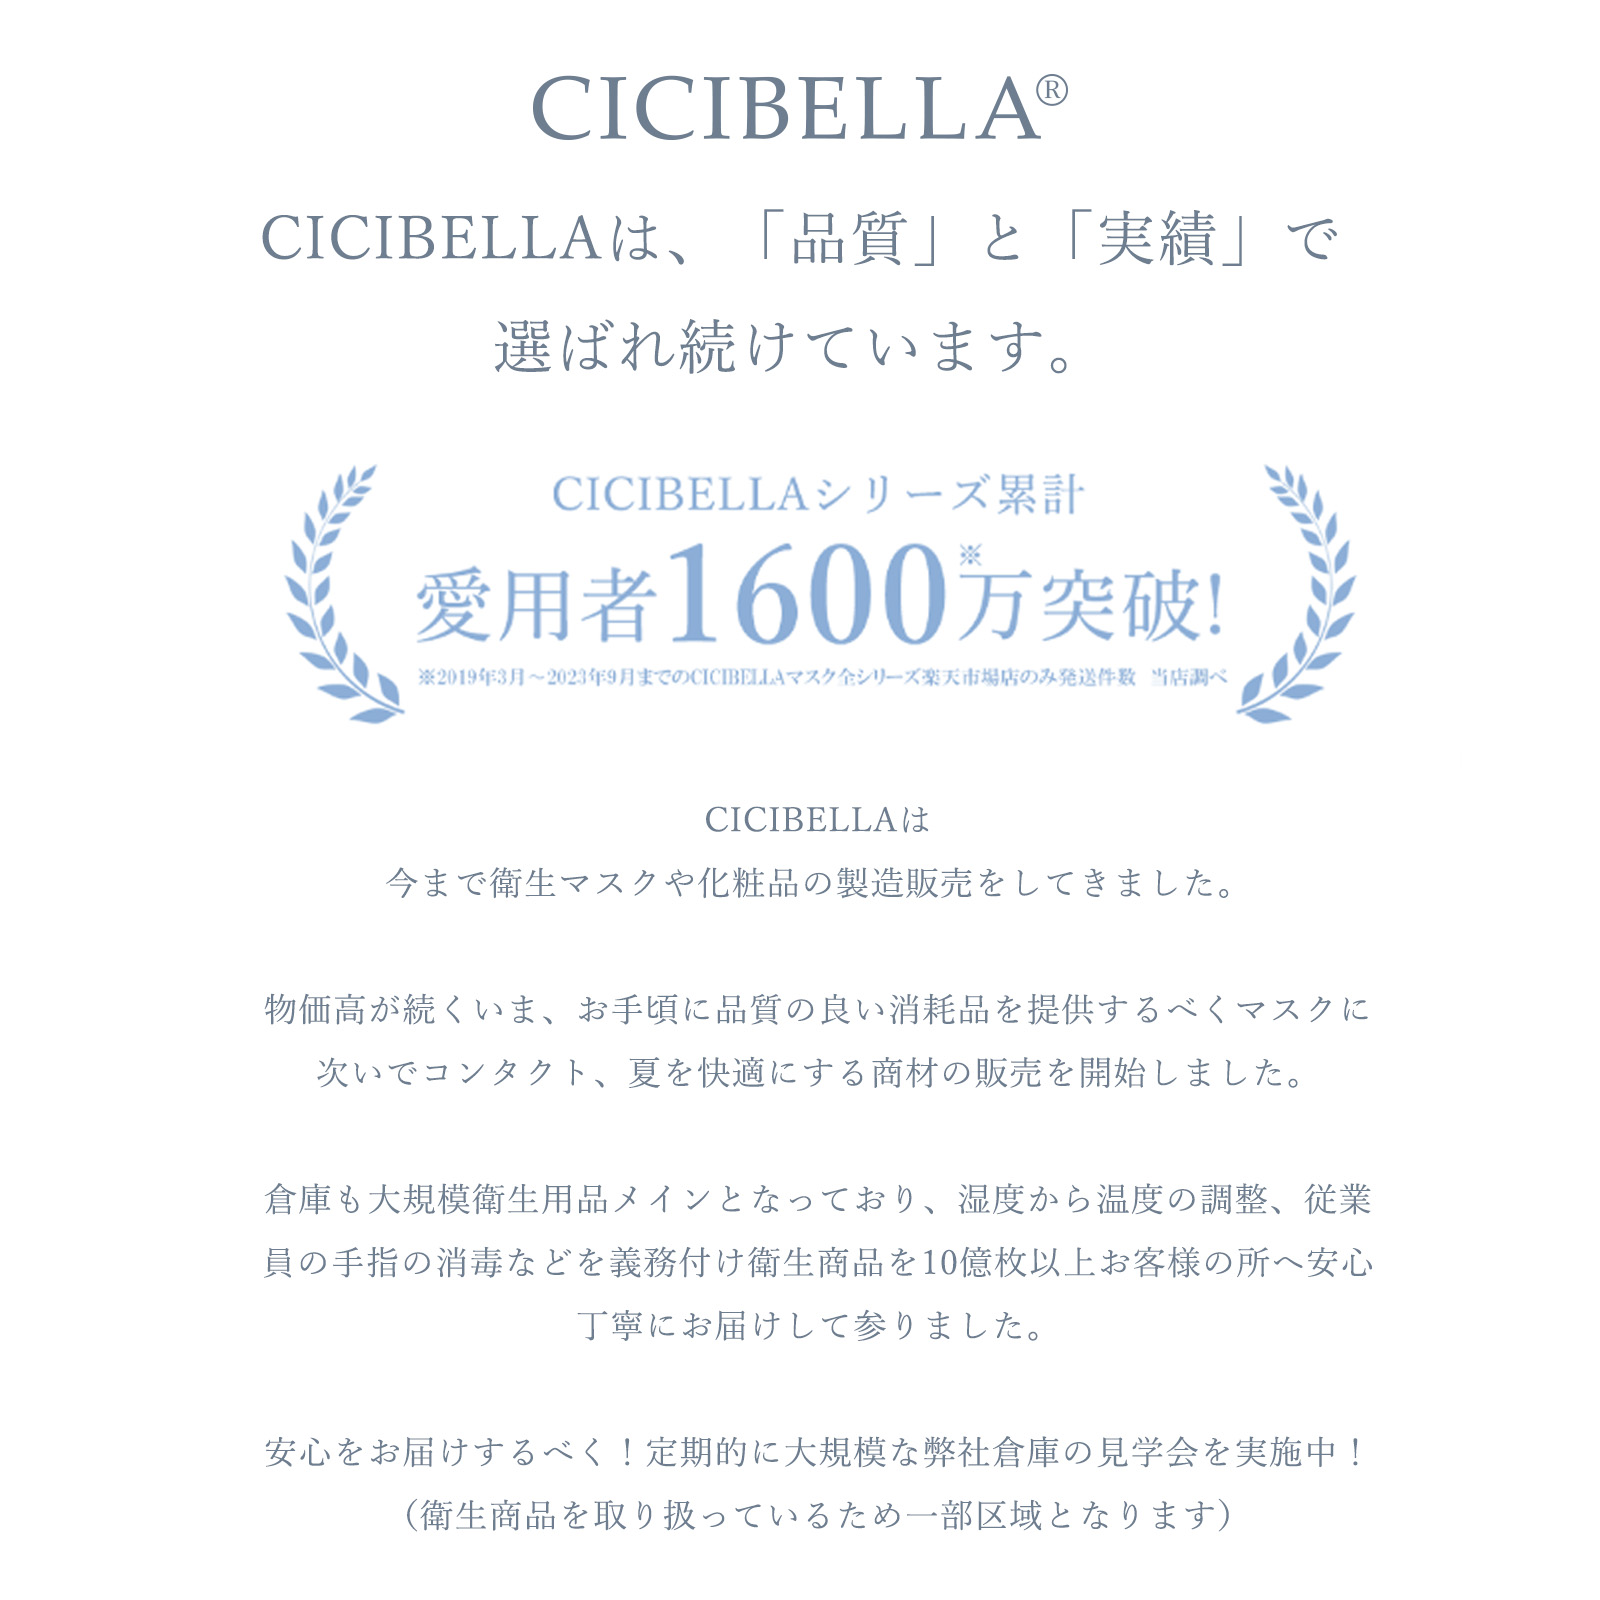 CICIBELLA®
CICIBELLAは、「品質」と「実績」で
選ばれ続けています。
CICIBELLAシリーズ累計
愛用者1600※万突破!
※2019年3月～2023年9月までのCICIBELLAマスク全シリーズ楽天市場店のみ発送件数 当店調べ
CICIBELLAは
今まで衛生マスクや化粧品の製造販売をしてきました。
物価高が続くいま、お手頃に品質の良い消耗品を提供するべくマスクに
次いでコンタクト、夏を快適にする商材の販売を開始しました。
倉庫も大規模衛生用品メインとなっており、湿度から温度の調整、従業
員の手指の消毒などを義務付け衛生商品を10億枚以上お客様の所へ安心
丁寧にお届けして参りました。
安心をお届けするべく！定期的に大規模な弊社倉庫の見学会を実施中！
（衛生商品を取り扱っているため一部区域となります）